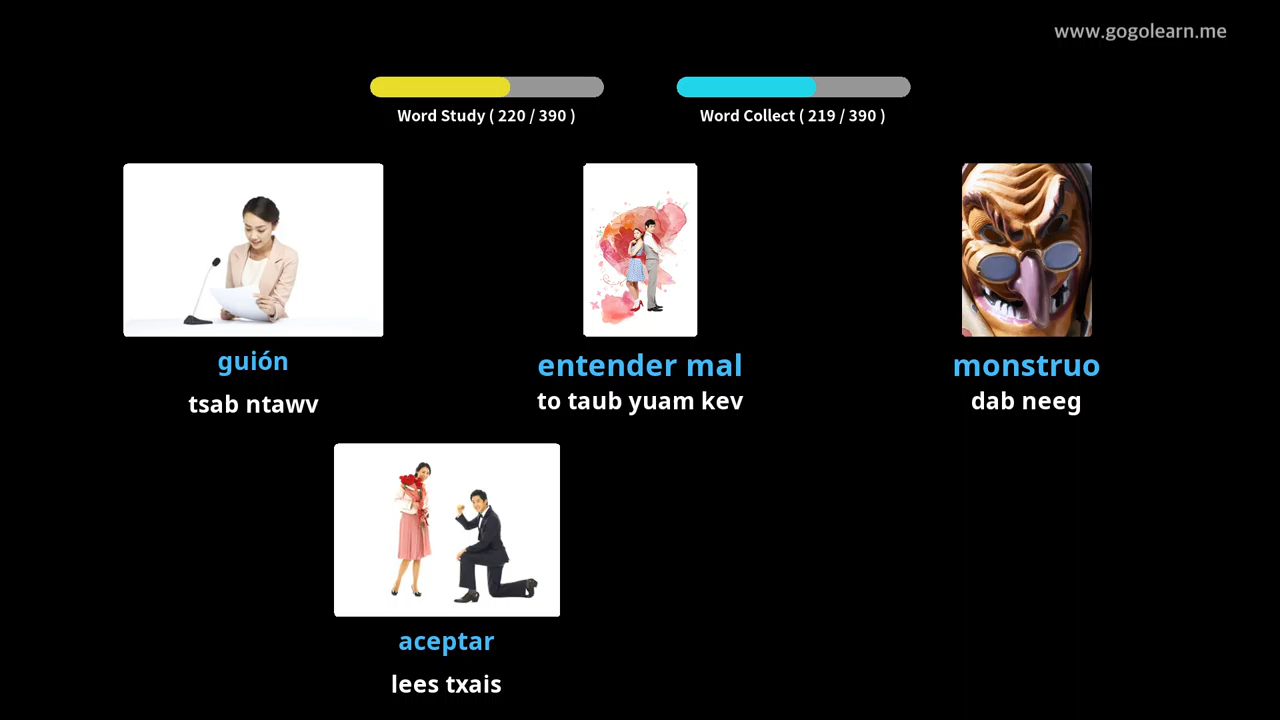 www.gogolearn.me
Word Study ( 220 / 390 )
Word Collect ( 219 / 390 )
guión
entender mal
monstruo
tsab ntawv
to taub yuam kev
dab neeg
aceptar
lees txais